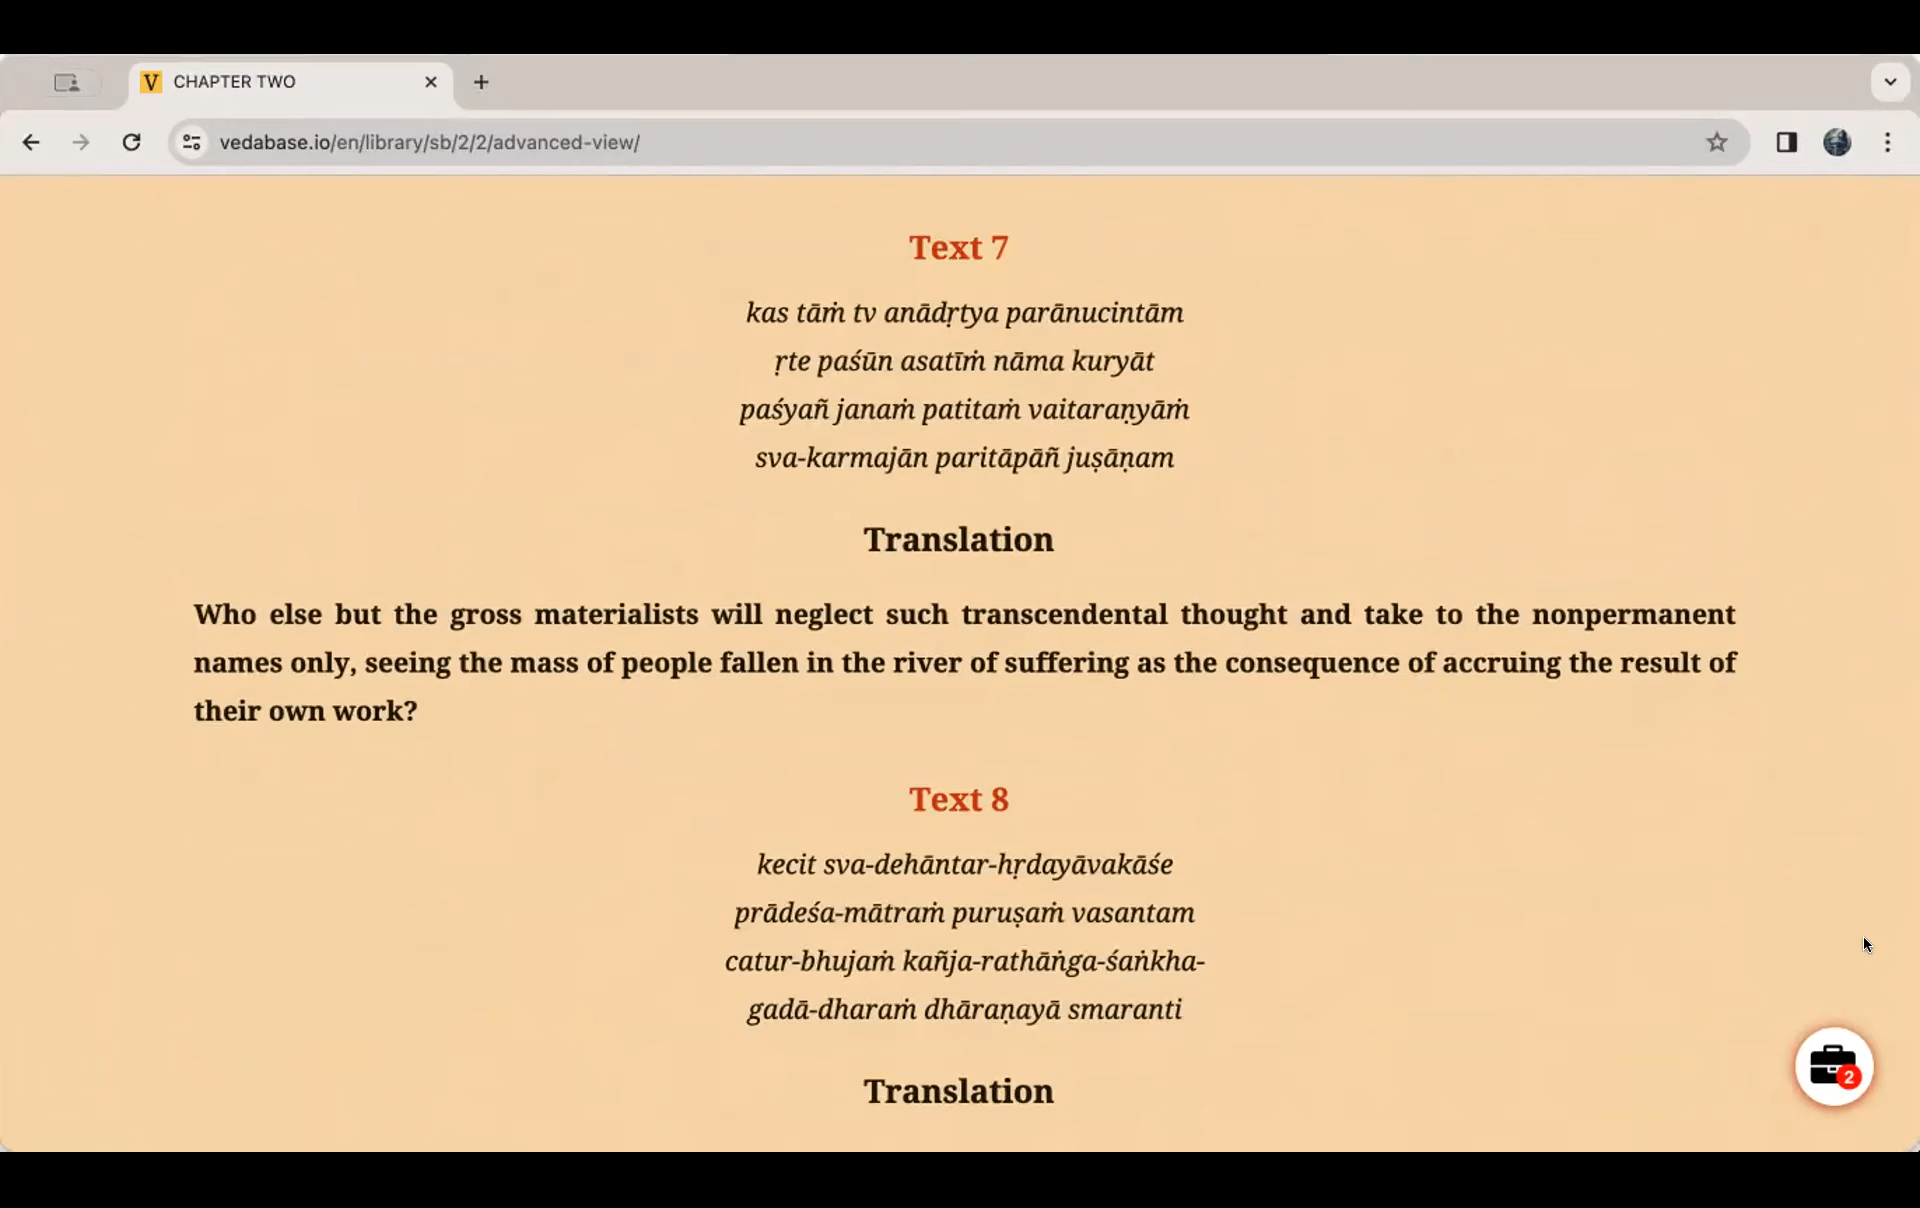 CHAPTER TWO
vedabase.io/en/library/sb/2/2/advanced-view/
Text 7
kas tāṁ tv anādṛtya parānucintām
ṛte paśūn asatīṁ nāma kuryāt
paśyañ janaṁ patitaṁ vaitaraṇyāṁ
sva-karmajān paritāpāñ juṣāṇam
Translation
Who else but the gross materialists will neglect such transcendental thought and take to the nonpermanent
names only, seeing the mass of people fallen in the river of suffering as the consequence of accruing the result of
their own work?
Text 8
kecit sva-dehāntar-hṛdayāvakāśe
prādeśa-mātraṁ puruṣaṁ vasantam
catur-bhujaṁ kañja-rathāṅga-śaṅkha-
gadā-dharaṁ dhāraṇayā smaranti
Translation
2